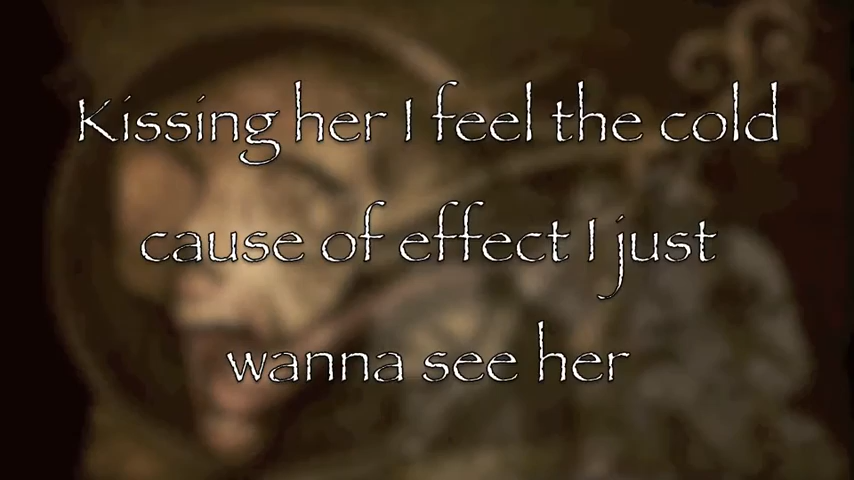 Kissing her I feel the cold
cause of effect I just
wanna see her